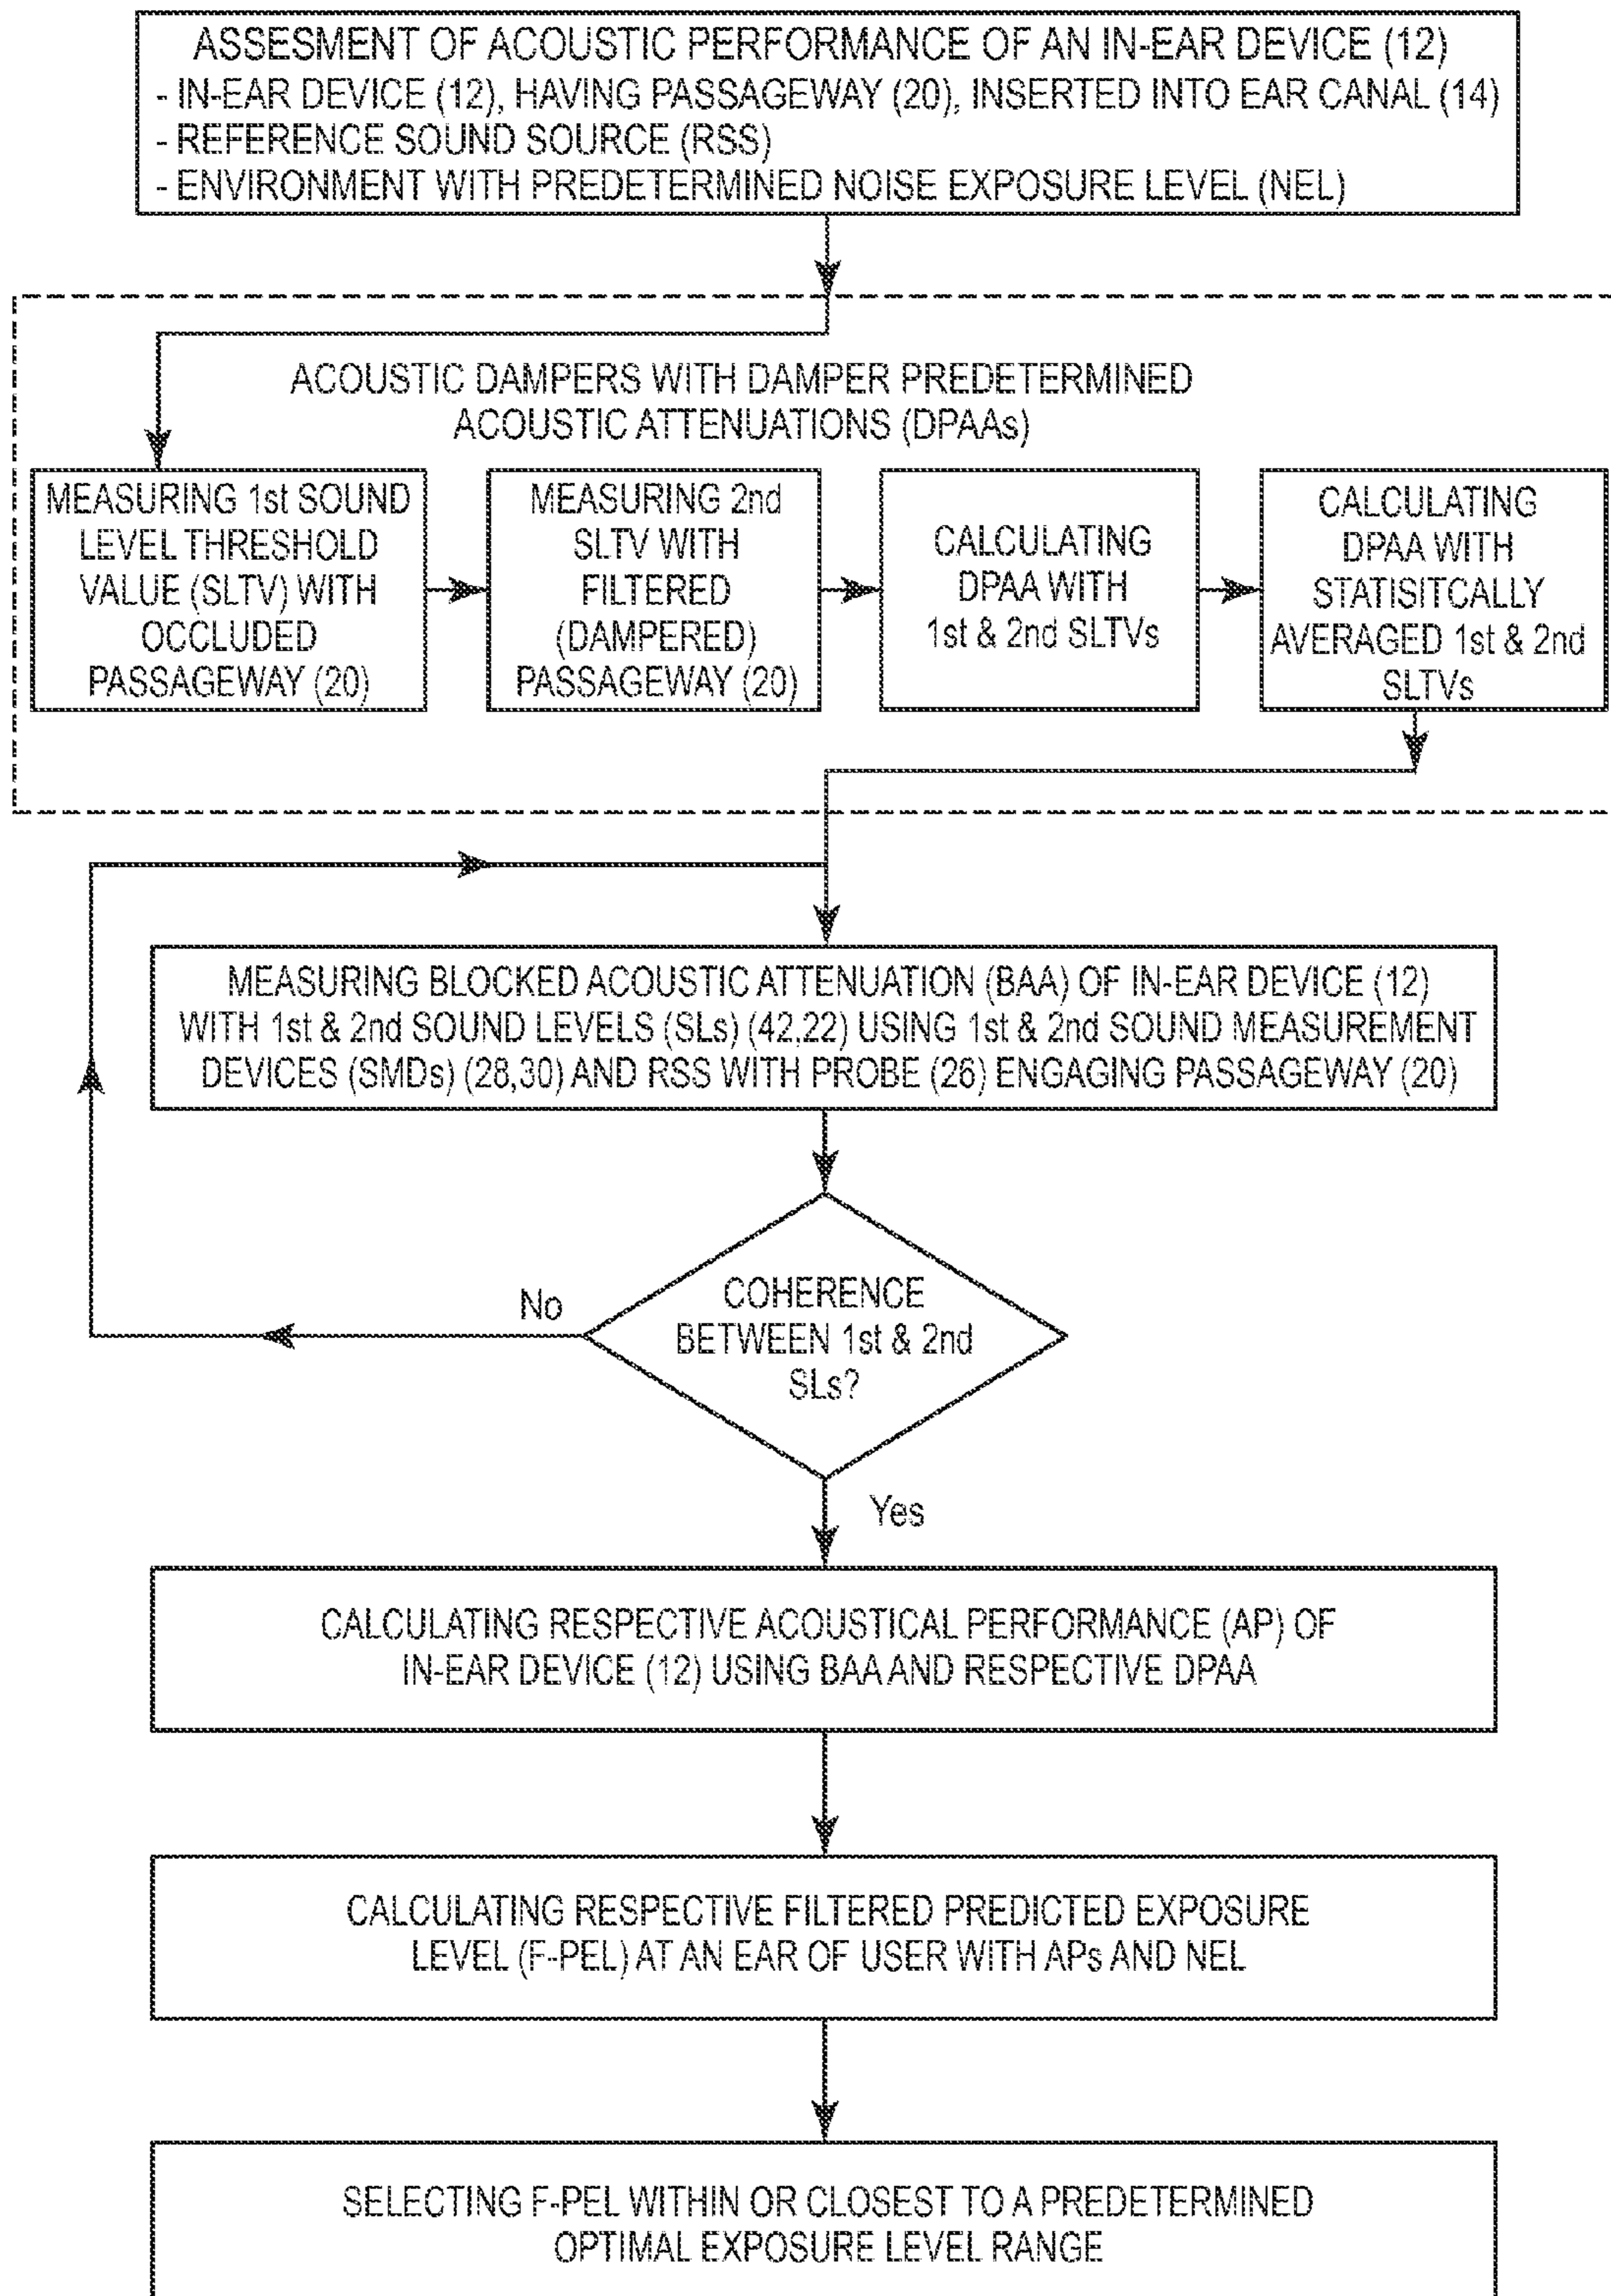 ASSESMENT OF ACOUSTIC PERFORMANCE OF AN IN-EAR DEVICE (12)
- IN-EAR DEVICE (12), HAVING PASSAGEWAY (20), INSERTED INTO EAR CANAL (14)
- REFERENCE SOUND SOURCE (RSS)
- ENVIRONMENT WITH PREDETERMINED NOISE EXPOSURE LEVEL (NEL)
ACOUSTIC DAMPERS WITH DAMPER PREDETERMINED
ACOUSTIC ATTENUATIONS (DPAAs)
MEASURING 1st SOUND
LEVEL THRESHOLD
VALUE (SLTV) WITH
OCCLUDED
PASSAGEWAY (20)
MEASURING 2nd
SLTV WITH
FILTERED
(DAMPERED)
PASSAGEWAY (20)
CALCULATING
DPAA WITH
1st & 2nd SLTVs
CALCULATING
DPAA WITH
STATISITCALLY
AVERAGED 1st & 2nd
SLTVs
MEASURING BLOCKED ACOUSTIC ATTENUATION (BAA) OF IN-EAR DEVICE (12)
WITH 1st & 2nd SOUND LEVELS (SLs) (42,22) USING 1st & 2nd SOUND MEASUREMENT
DEVICES (SMDs) (28,30) AND RSS WITH PROBE (26) ENGAGING PASSAGEWAY (20)
COHERENCE
BETWEEN 1st & 2nd
SLs?
No
Yes
CALCULATING RESPECTIVE ACOUSTICAL PERFORMANCE (AP) OF
IN-EAR DEVICE (12) USING BAA AND RESPECTIVE DPAA
CALCULATING RESPECTIVE FILTERED PREDICTED EXPOSURE
LEVEL (F-PEL) AT AN EAR OF USER WITH APs AND NEL
SELECTING F-PEL WITHIN OR CLOSEST TO A PREDETERMINED
OPTIMAL EXPOSURE LEVEL RANGE